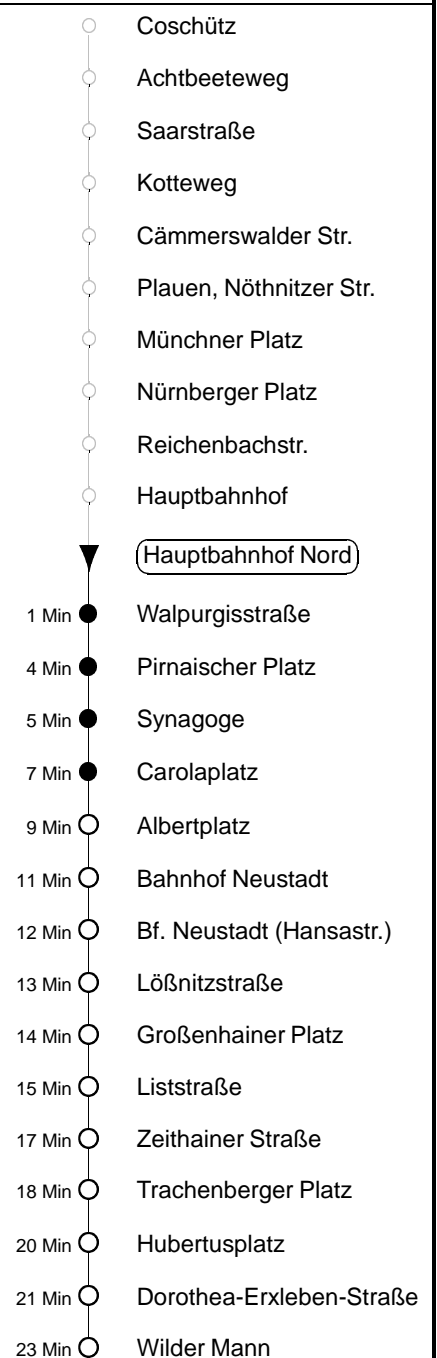 Coschütz
Achtbeeteweg
Saarstraße
Kotteweg
Cämmerswalder Str.
Plauen, Nöthnitzer Str.
Münchner Platz
Nürnberger Platz
Reichenbachstr.
Hauptbahnhof
Hauptbahnhof Nord
1 Min Walpurgisstraße
4 Min Pirnaischer Platz
5 Min Synagoge
7 Min Carolaplatz
9 Min Albertplatz
11 Min Bahnhof Neustadt
12 Min Bf. Neustadt (Hansastr.)
13 Min Lößnitzstraße
14 Min Großenhainer Platz
15 Min Liststraße
17 Min Zeithainer Straße
18 Min Trachenberger Platz
20 Min Hubertusplatz
21 Min Dorothea-Erxleben-Straße
23 Min Wilder Mann